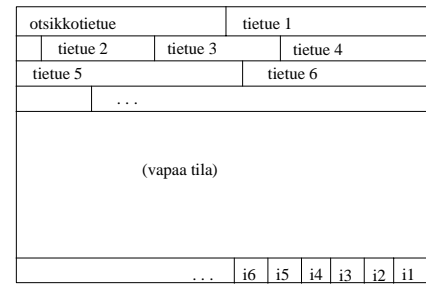 otsikkotietue tietue 1
tietue 2 tietue 3 tietue 4
tietue 5 tietue 6
. . .
(vapaa tila)
. . . i6 i5 i4 i3 i2 i1